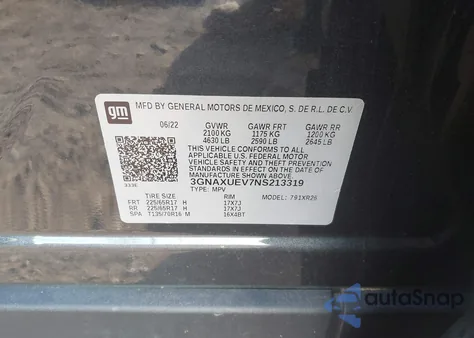 gm
MFD BY GENERAL MOTORS DE MEXICO, S. DE R.L. DE C.V.
06/22 GVWR GAWR FRT GAWR RR
2100 KG 1175 KG 1200 KG
4630 LB 2590 LB 2645 LB
THIS VEHICLE CONFORMS TO ALL
APPLICABLE U.S. FEDERAL MOTOR
VEHICLE SAFETY AND THEFT PREVENTION
STANDARDS IN EFFECT ON THE DATE OF
MANUFACTURE SHOWN ABOVE.
3GNAXUEV7NS213319
TYPE: MPV MODEL: 791XR26
TIRE SIZE RIM
FRT 225/65R17 H 17X7J
RR 225/65R17 H 17X7J
SPA T135/70R16 M 16X4BT
autoSnap